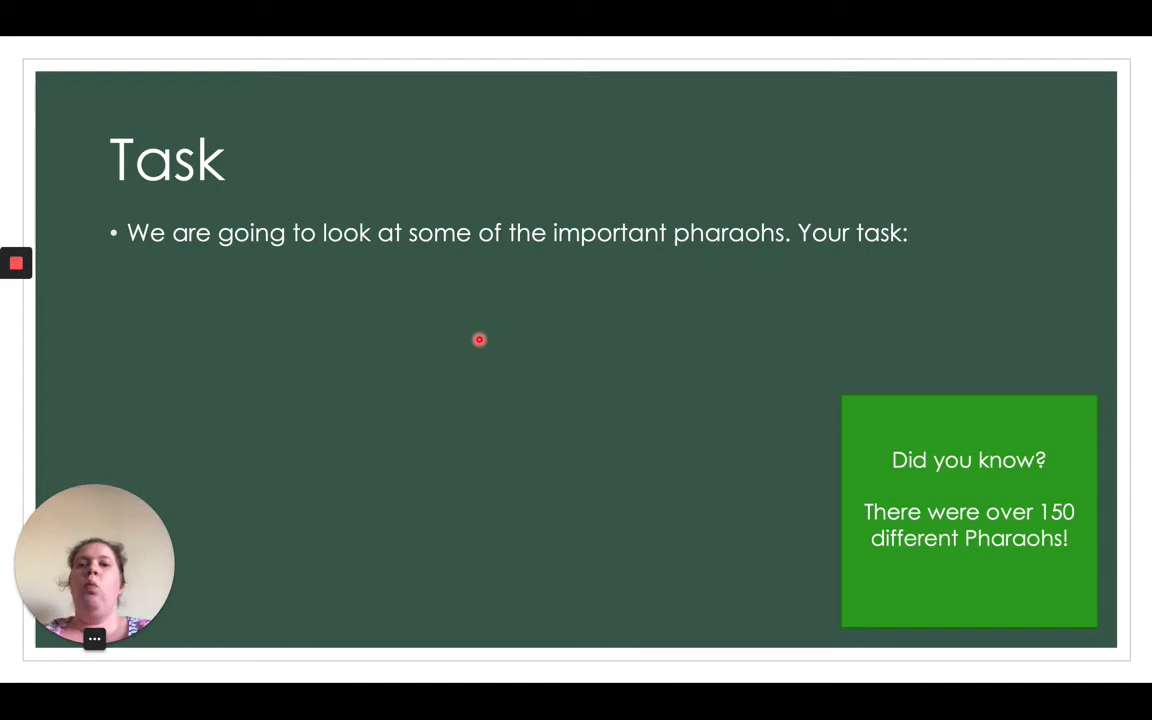 Task
• We are going to look at some of the important pharaohs. Your task:
Did you know?
There were over 150
different Pharaohs!